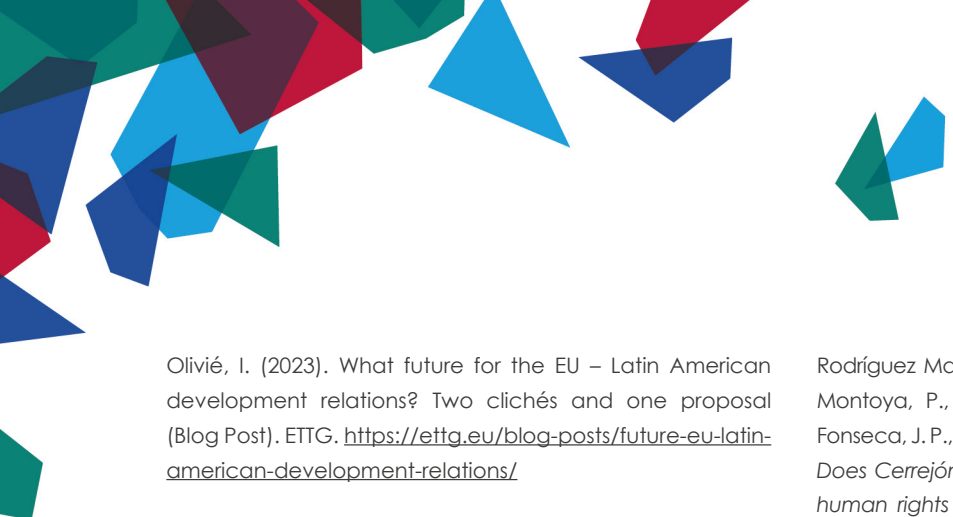 Olivié, I. (2023). What future for the EU – Latin American
development relations? Two clichés and one proposal
(Blog Post). ETTG. https://ettg.eu/blog-posts/future-eu-latin-
american-development-relations/
Rodríguez
Montoya, P.,
Fonseca, J. P.,
Does
human rights